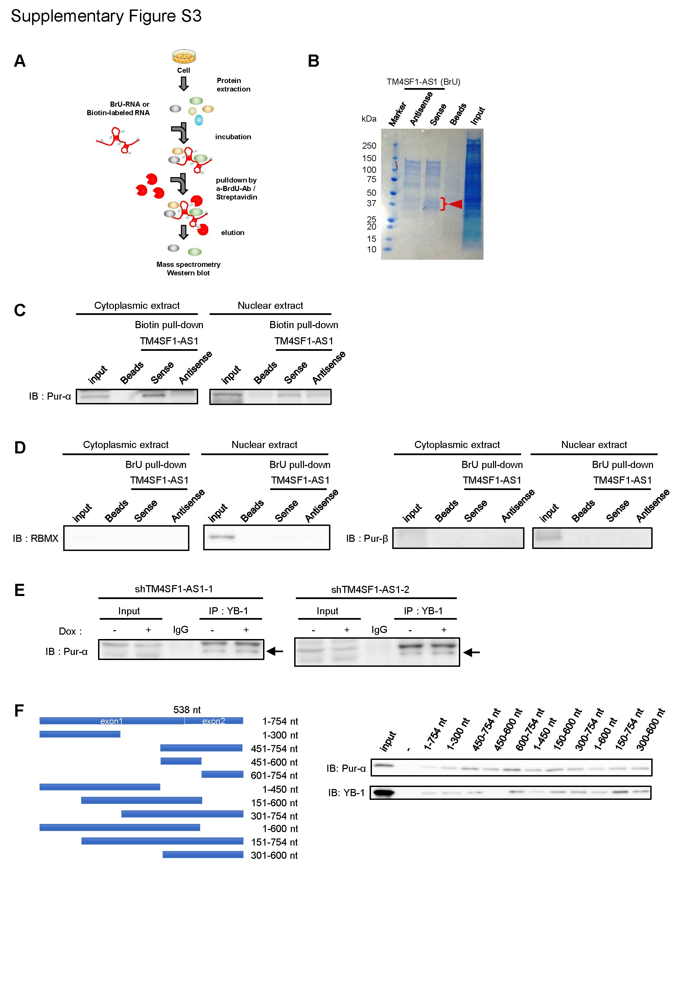 Supplementary Figure S3
A
Cell
Protein
extraction
BrU-RNA or
Biotin-labeled RNA
incubation
pulldown by
a-BrdU-Ab /
Streptavidin
elution
Mass spectrometry
Western blot
B
TM4SF1-AS1 (BrU)
kDa
Marker
Antisense
Sense
Beads
Input
250
150
100
75
50
37
25
20
15
10
C
Cytoplasmic extract
Nuclear extract
Biotin pull-down
Biotin pull-down
TM4SF1-AS1
TM4SF1-AS1
input
Beads
Sense
Antisense
input
Beads
Sense
Antisense
IB : Pur-α
D
Cytoplasmic extract
Nuclear extract
Cytoplasmic extract
Nuclear extract
BrU pull-down
BrU pull-down
BrU pull-down
BrU pull-down
TM4SF1-AS1
TM4SF1-AS1
TM4SF1-AS1
TM4SF1-AS1
input
Beads
Sense
Antisense
input
Beads
Sense
Antisense
input
Beads
Sense
Antisense
input
Beads
Sense
Antisense
IB : RBMX
IB : Pur-β
E
shTM4SF1-AS1-1
shTM4SF1-AS1-2
Input
IP : YB-1
Input
IP : YB-1
Dox :
-
+
IgG
-
+
-
+
IgG
-
+
IB : Pur-α
F
538 nt
exon1
exon2
1-754 nt
1-300 nt
451-754 nt
451-600 nt
601-754 nt
1-450 nt
151-600 nt
301-754 nt
1-600 nt
151-754 nt
301-600 nt
input
-
1-754 nt
1-300 nt
450-754 nt
450-600 nt
600-754 nt
1-450 nt
150-600 nt
300-754 nt
1-600 nt
150-754 nt
300-600 nt
IB: Pur-α
IB: YB-1